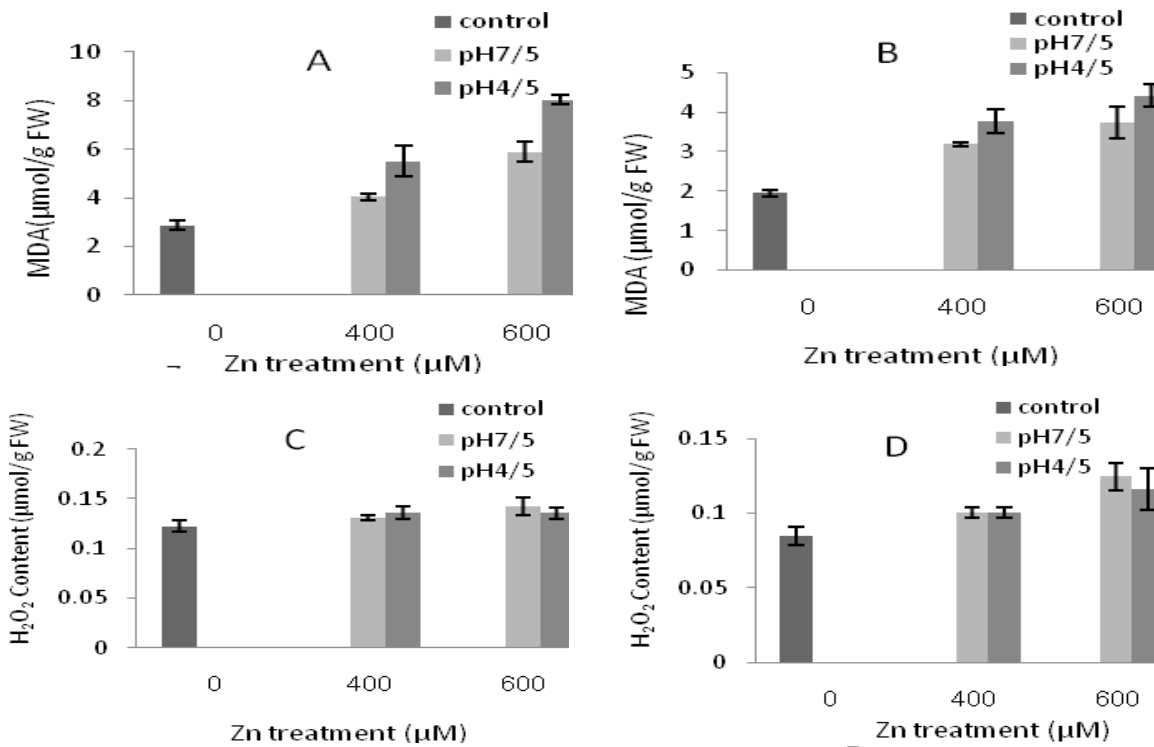 control
pH7/5
pH4/5
A
10
8
6
4
2
0
MDA(µmol/g FW)
0 400 600
Zn treatment (µM)
control
pH7/5
pH4/5
B
5
4
3
2
1
0
MDA (µmol/g FW)
0 400 600
Zn treatment (µM)
control
pH7/5
pH4/5
C
0.2
0.15
0.1
0.05
0
H₂O₂ Content (µmol/g FW)
0 400 600
Zn treatment (µM)
control
pH7/5
pH4/5
D
0.15
0.1
0.05
0
H₂O₂ Content (µmol/g FW)
0 400 600
Zn treatment (µM)